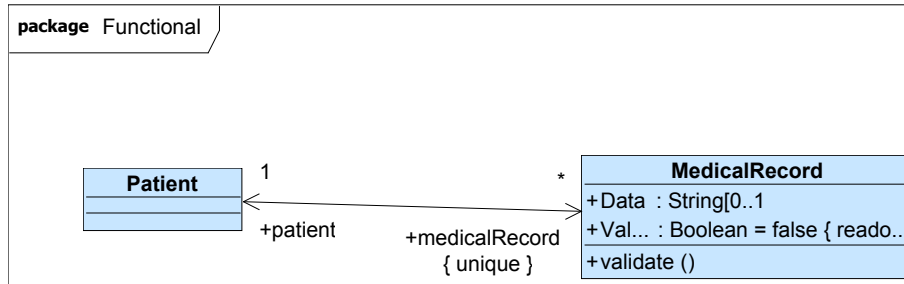 package Functional
Patient
1
+patient
*
+medicalRecord
{ unique }
MedicalRecord
+Data : String[0..1
+Val... : Boolean = false { reado..
+validate ()